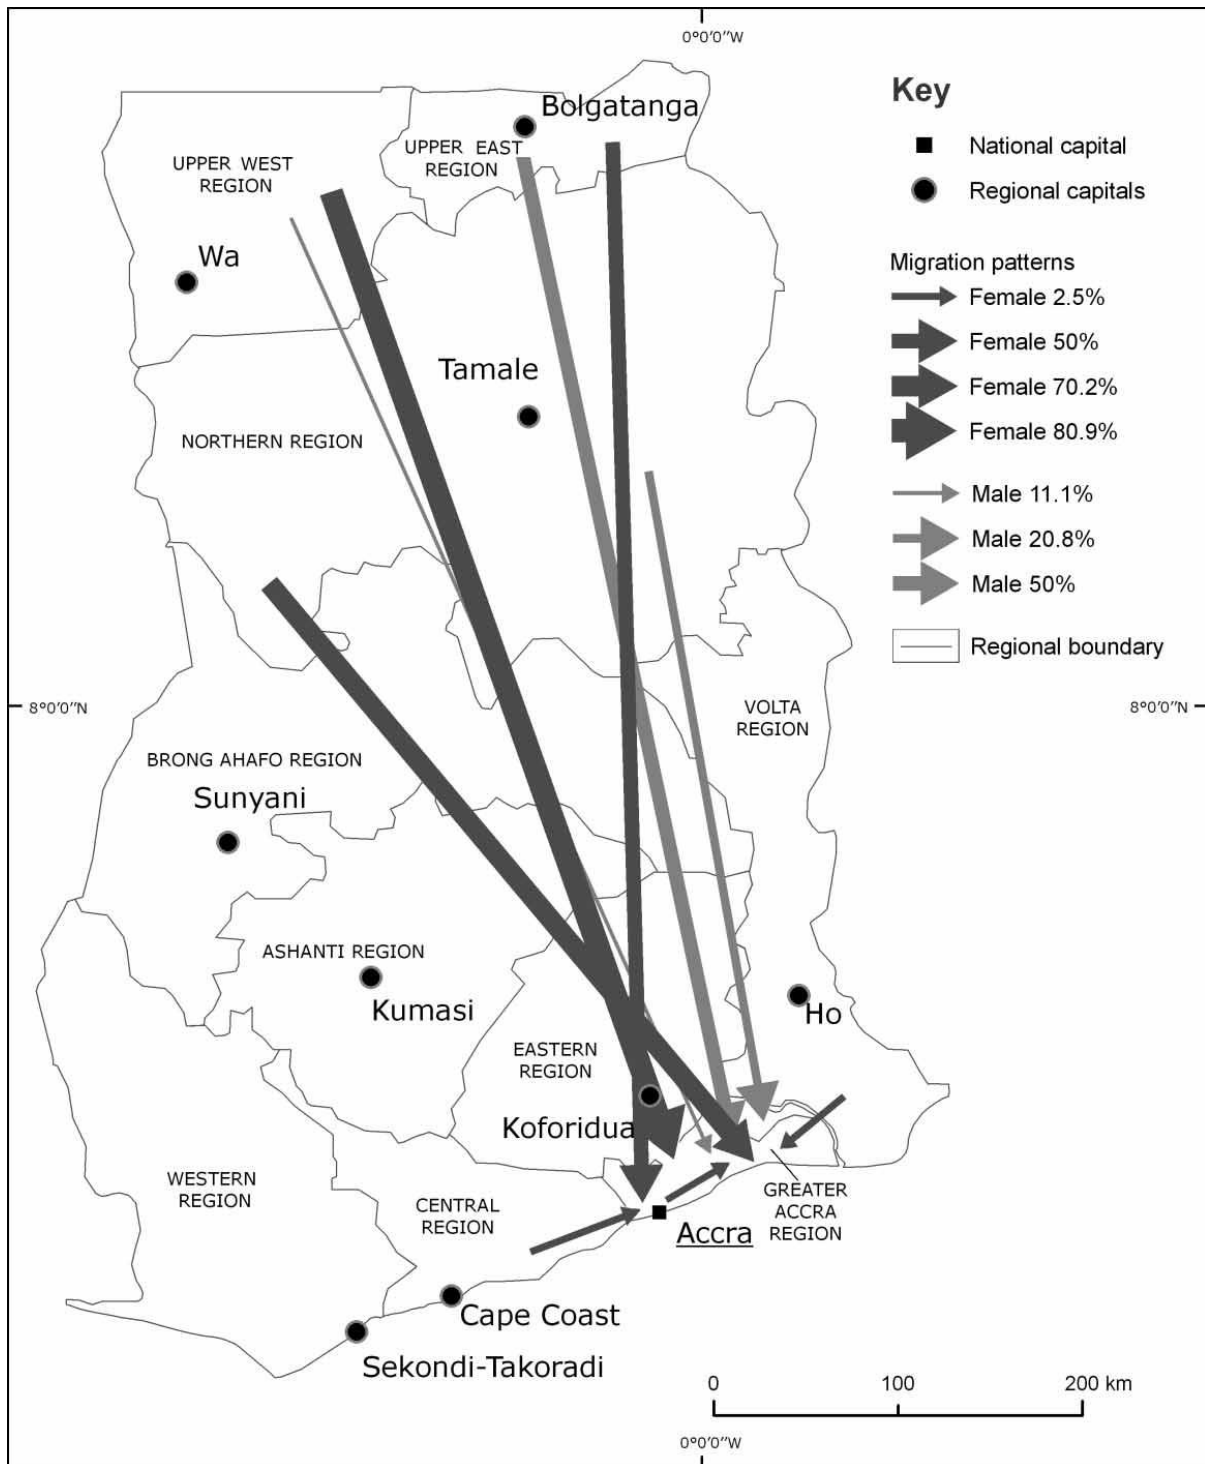 0°0'0"W
Bolgatanga
UPPER EAST
REGION
UPPER WEST
REGION
Wa
Tamale
NORTHERN REGION
8°0'0"N
8°0'0"N
VOLTA
REGION
BRONG AHAFO REGION
Sunyani
ASHANTI REGION
Kumasi
Ho
EASTERN
REGION
Koforidua
WESTERN
REGION
CENTRAL
REGION
GREATER
ACCRA
REGION
Accra
Cape Coast
Sekondi-Takoradi
Key
National capital
Regional capitals
Migration patterns
Female 2.5%
Female 50%
Female 70.2%
Female 80.9%
Male 11.1%
Male 20.8%
Male 50%
Regional boundary
0 100 200 km
0°0'0"W